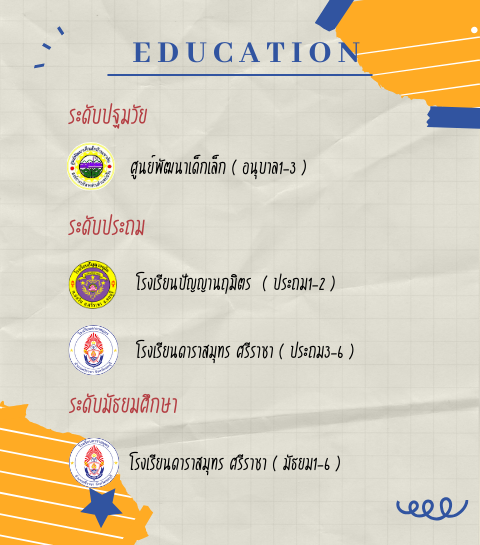 EDUCATION
ระดับปฐมวัย
ศูนย์พัฒนาเด็กเล็ก ( อนุบาล1-3 )
ระดับประถม
โรงเรียนปัญญานฤมิตร ( ประถม1-2 )
โรงเรียนดาราสมุทร ศรีราชา ( ประถม3-6 )
ระดับมัธยมศึกษา
โรงเรียนดาราสมุทร ศรีราชา ( มัธยม1-6 )